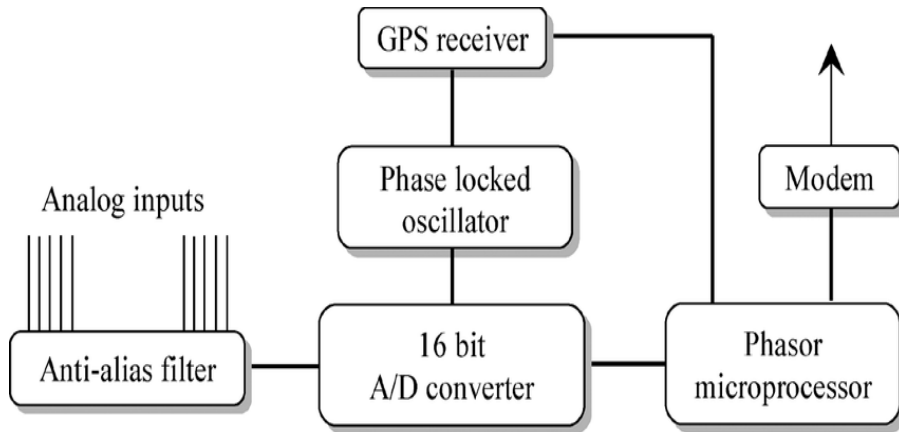 GPS receiver
Phase locked
oscillator
Modem
Analog inputs
Anti-alias filter
16 bit
A/D converter
Phasor
microprocessor